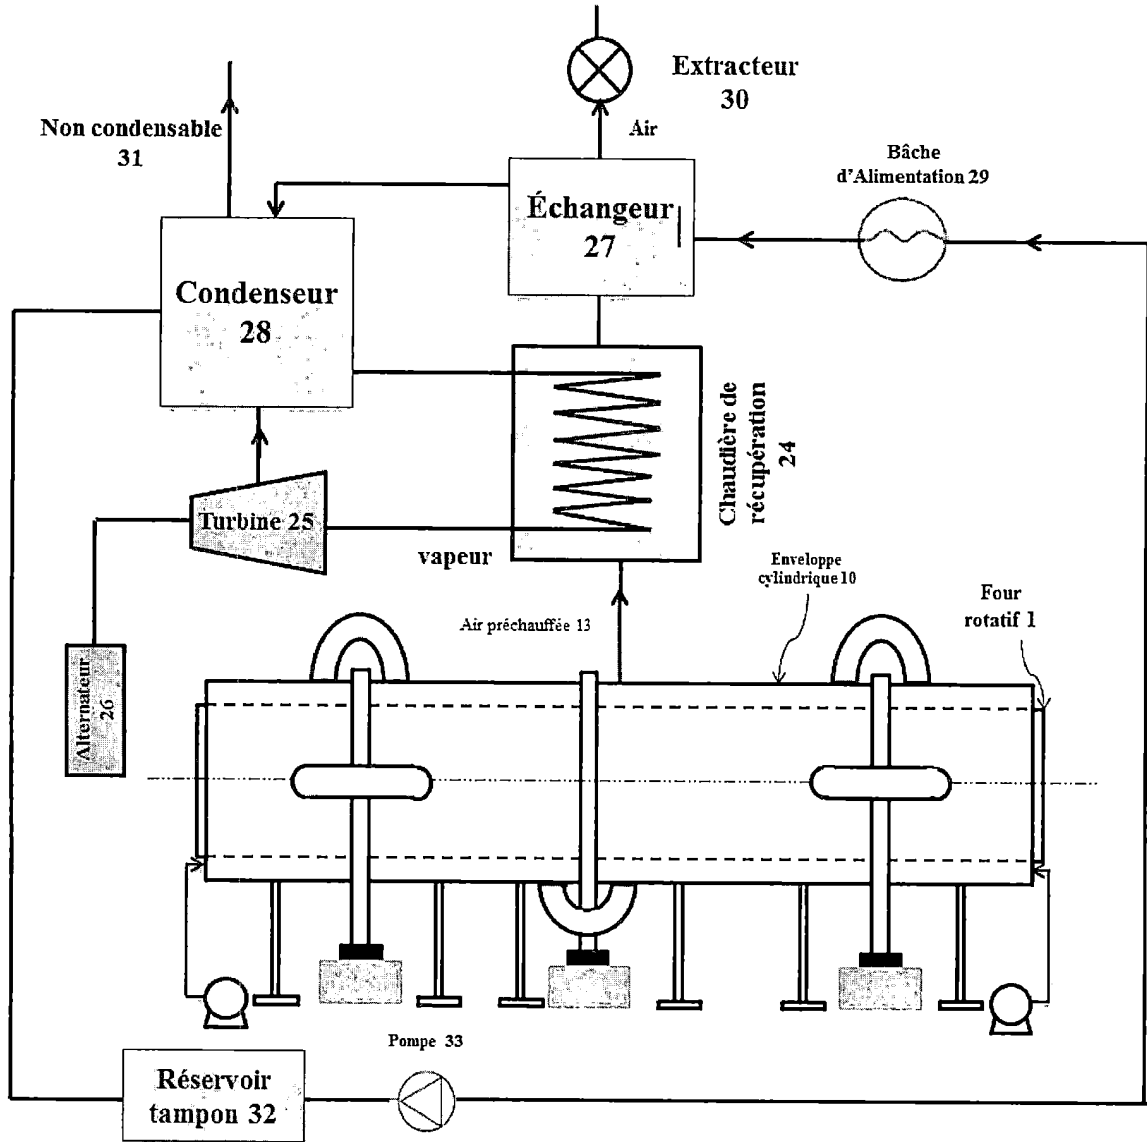 Extracteur
30
Non condensable
31
Air
Bâche
d'Alimentation 29
Échangeur
27
Condenseur
28
Chaudière de
récupération
24
Turbine 25
vapeur
Enveloppe
cylindrique 10
Four
rotatif 1
Air préchauffée 13
Alternateur
26
Pompe 33
Réservoir
tampon 32